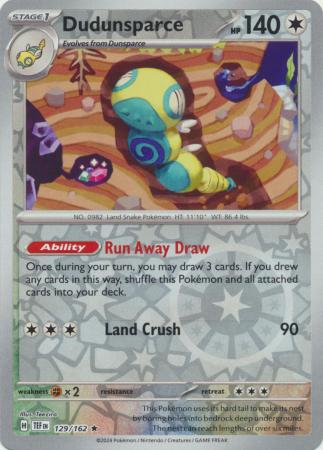 STAGE 1
Dudunsparce
HP 140
Evolves from Dunsparce
NO. 0982 Land Snake Pokémon HT: 11'10" WT: 86.4 lbs.
Ability Run Away Draw
Once during your turn, you may draw 3 cards. If you drew
any cards in this way, shuffle this Pokémon and all attached
cards into your deck.
Land Crush 90
weakness ×2 resistance retreat
Illus. Teeziro
H TEF EN 129/162 ★
This Pokémon uses its hard tail to make its nest
by boring holes into bedrock deep underground.
The nest can reach lengths of over six miles.
©2024 Pokémon / Nintendo / Creatures / GAME FREAK